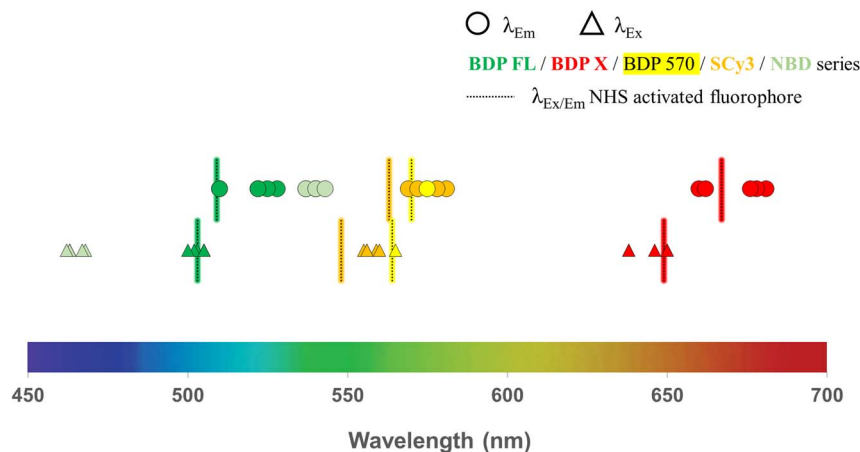 λEm λEx
BDP FL / BDP X / BDP 570 / SCy3 / NBD series
λEx/Em NHS activated fluorophore
450 500 550 600 650 700
Wavelength (nm)